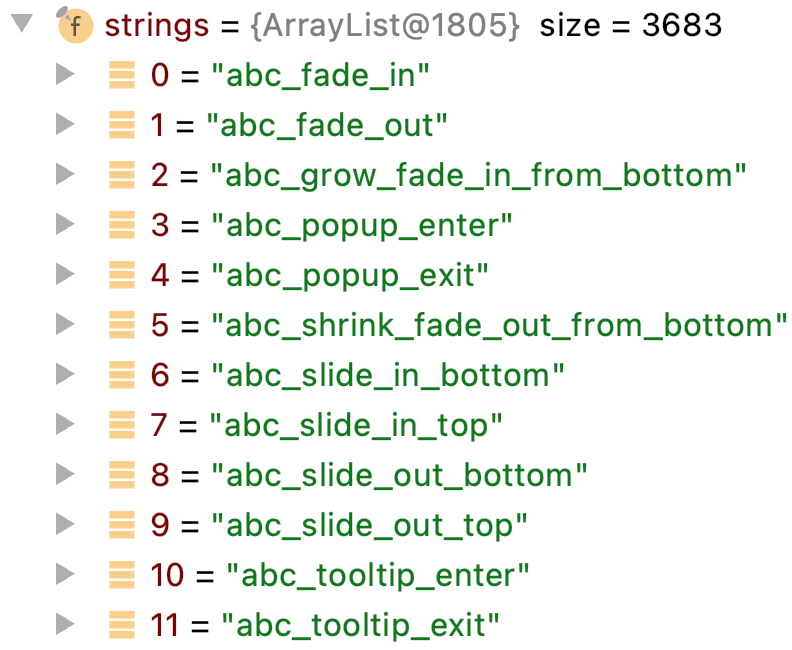 f strings = {ArrayList@1805} size = 3683
0 = "abc_fade_in"
1 = "abc_fade_out"
2 = "abc_grow_fade_in_from_bottom"
3 = "abc_popup_enter"
4 = "abc_popup_exit"
5 = "abc_shrink_fade_out_from_bottom"
6 = "abc_slide_in_bottom"
7 = "abc_slide_in_top"
8 = "abc_slide_out_bottom"
9 = "abc_slide_out_top"
10 = "abc_tooltip_enter"
11 = "abc_tooltip_exit"